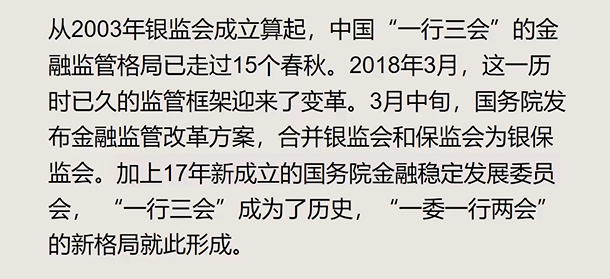 从2003年银监会成立算起，中国“一行三会”的金
融监管格局已走过15个春秋。2018年3月，这一历
时已久的监管框架迎来了变革。3月中旬，国务院发
布金融监管改革方案，合并银监会和保监会为银保
监会。加上17年新成立的国务院金融稳定发展委员
会， “一行三会”成为了历史，“一委一行两会”
的新格局就此形成。